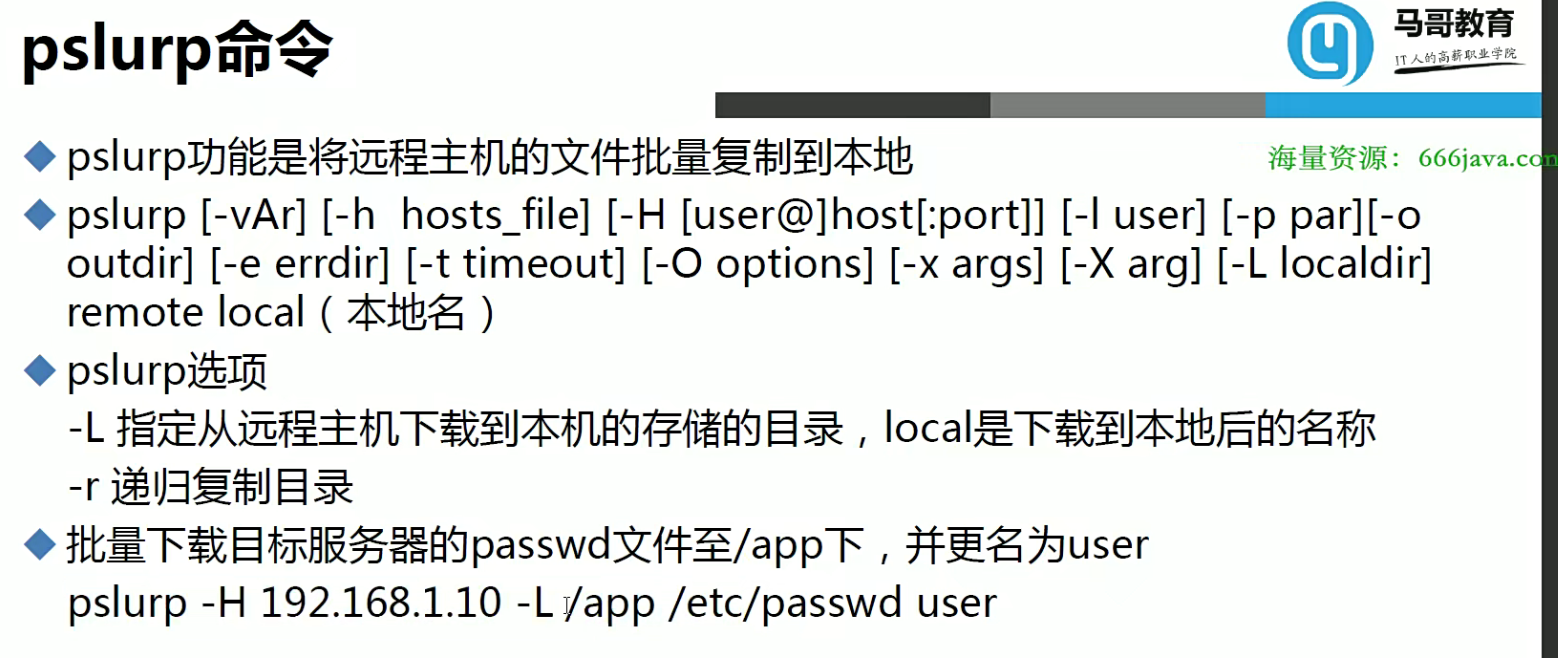 pslurp命令
马哥教育
IT人的高薪职业学院
pslurp功能是将远程主机的文件批量复制到本地
海量资源：666java.com
pslurp [-vAr] [-h hosts_file] [-H [user@]host[:port]] [-l user] [-p par][-o
outdir] [-e errdir] [-t timeout] [-O options] [-x args] [-X arg] [-L localdir]
remote local（本地名）
pslurp选项
-L 指定从远程主机下载到本机的存储的目录，local是下载到本地后的名称
-r 递归复制目录
批量下载目标服务器的passwd文件至/app下，并更名为user
pslurp -H 192.168.1.10 -L /app /etc/passwd user